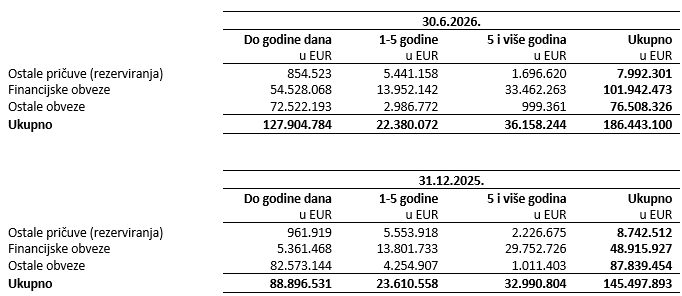 30.6.2026.
Do godine dana 1-5 godine 5 i više godina Ukupno
u EUR u EUR u EUR u EUR
Ostale pričuve (rezerviranja) 854.523 5.441.158 1.696.620 7.992.301
Financijske obveze 54.528.068 13.952.142 33.462.263 101.942.473
Ostale obveze 72.522.193 2.986.772 999.361 76.508.326
Ukupno 127.904.784 22.380.072 36.158.244 186.443.100
31.12.2025.
Do godine dana 1-5 godine 5 i više godina Ukupno
u EUR u EUR u EUR u EUR
Ostale pričuve (rezerviranja) 961.919 5.553.918 2.226.675 8.742.512
Financijske obveze 5.361.468 13.801.733 29.752.726 48.915.927
Ostale obveze 82.573.144 4.254.907 1.011.403 87.839.454
Ukupno 88.896.531 23.610.558 32.990.804 145.497.893